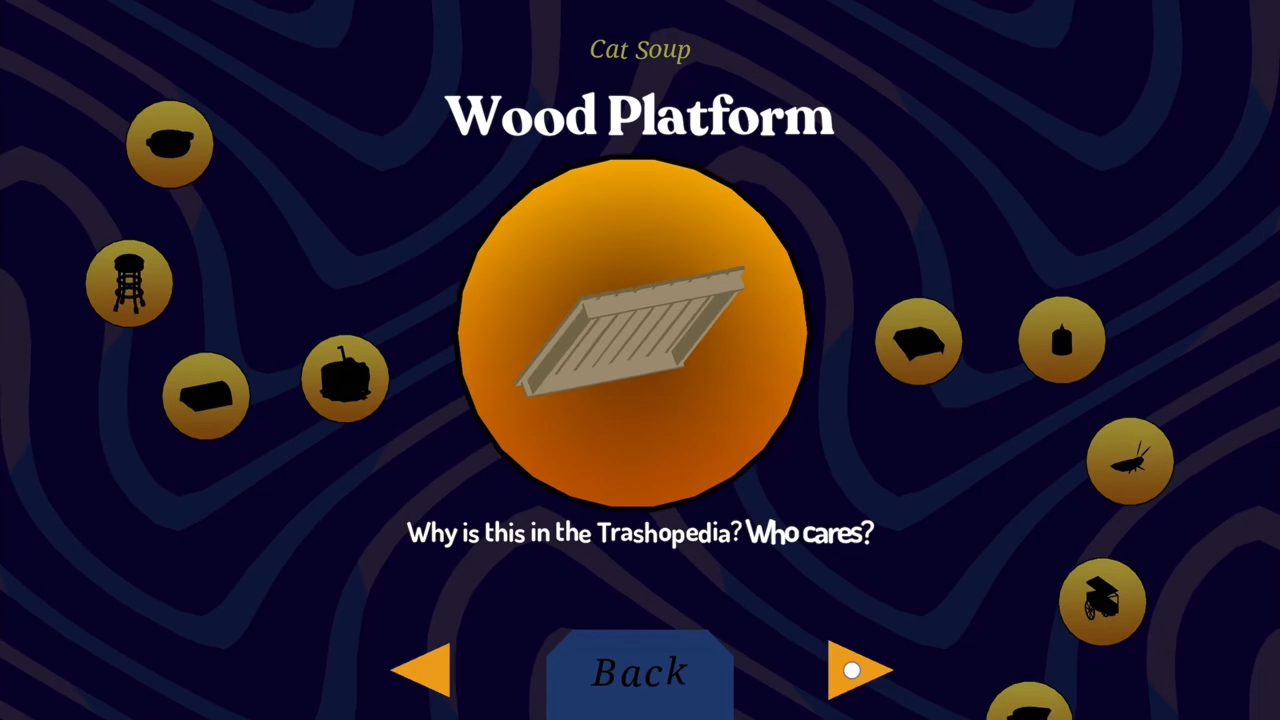 Cat Soup
Wood Platform
Why is this in the Trashopedia? Who cares?
Back